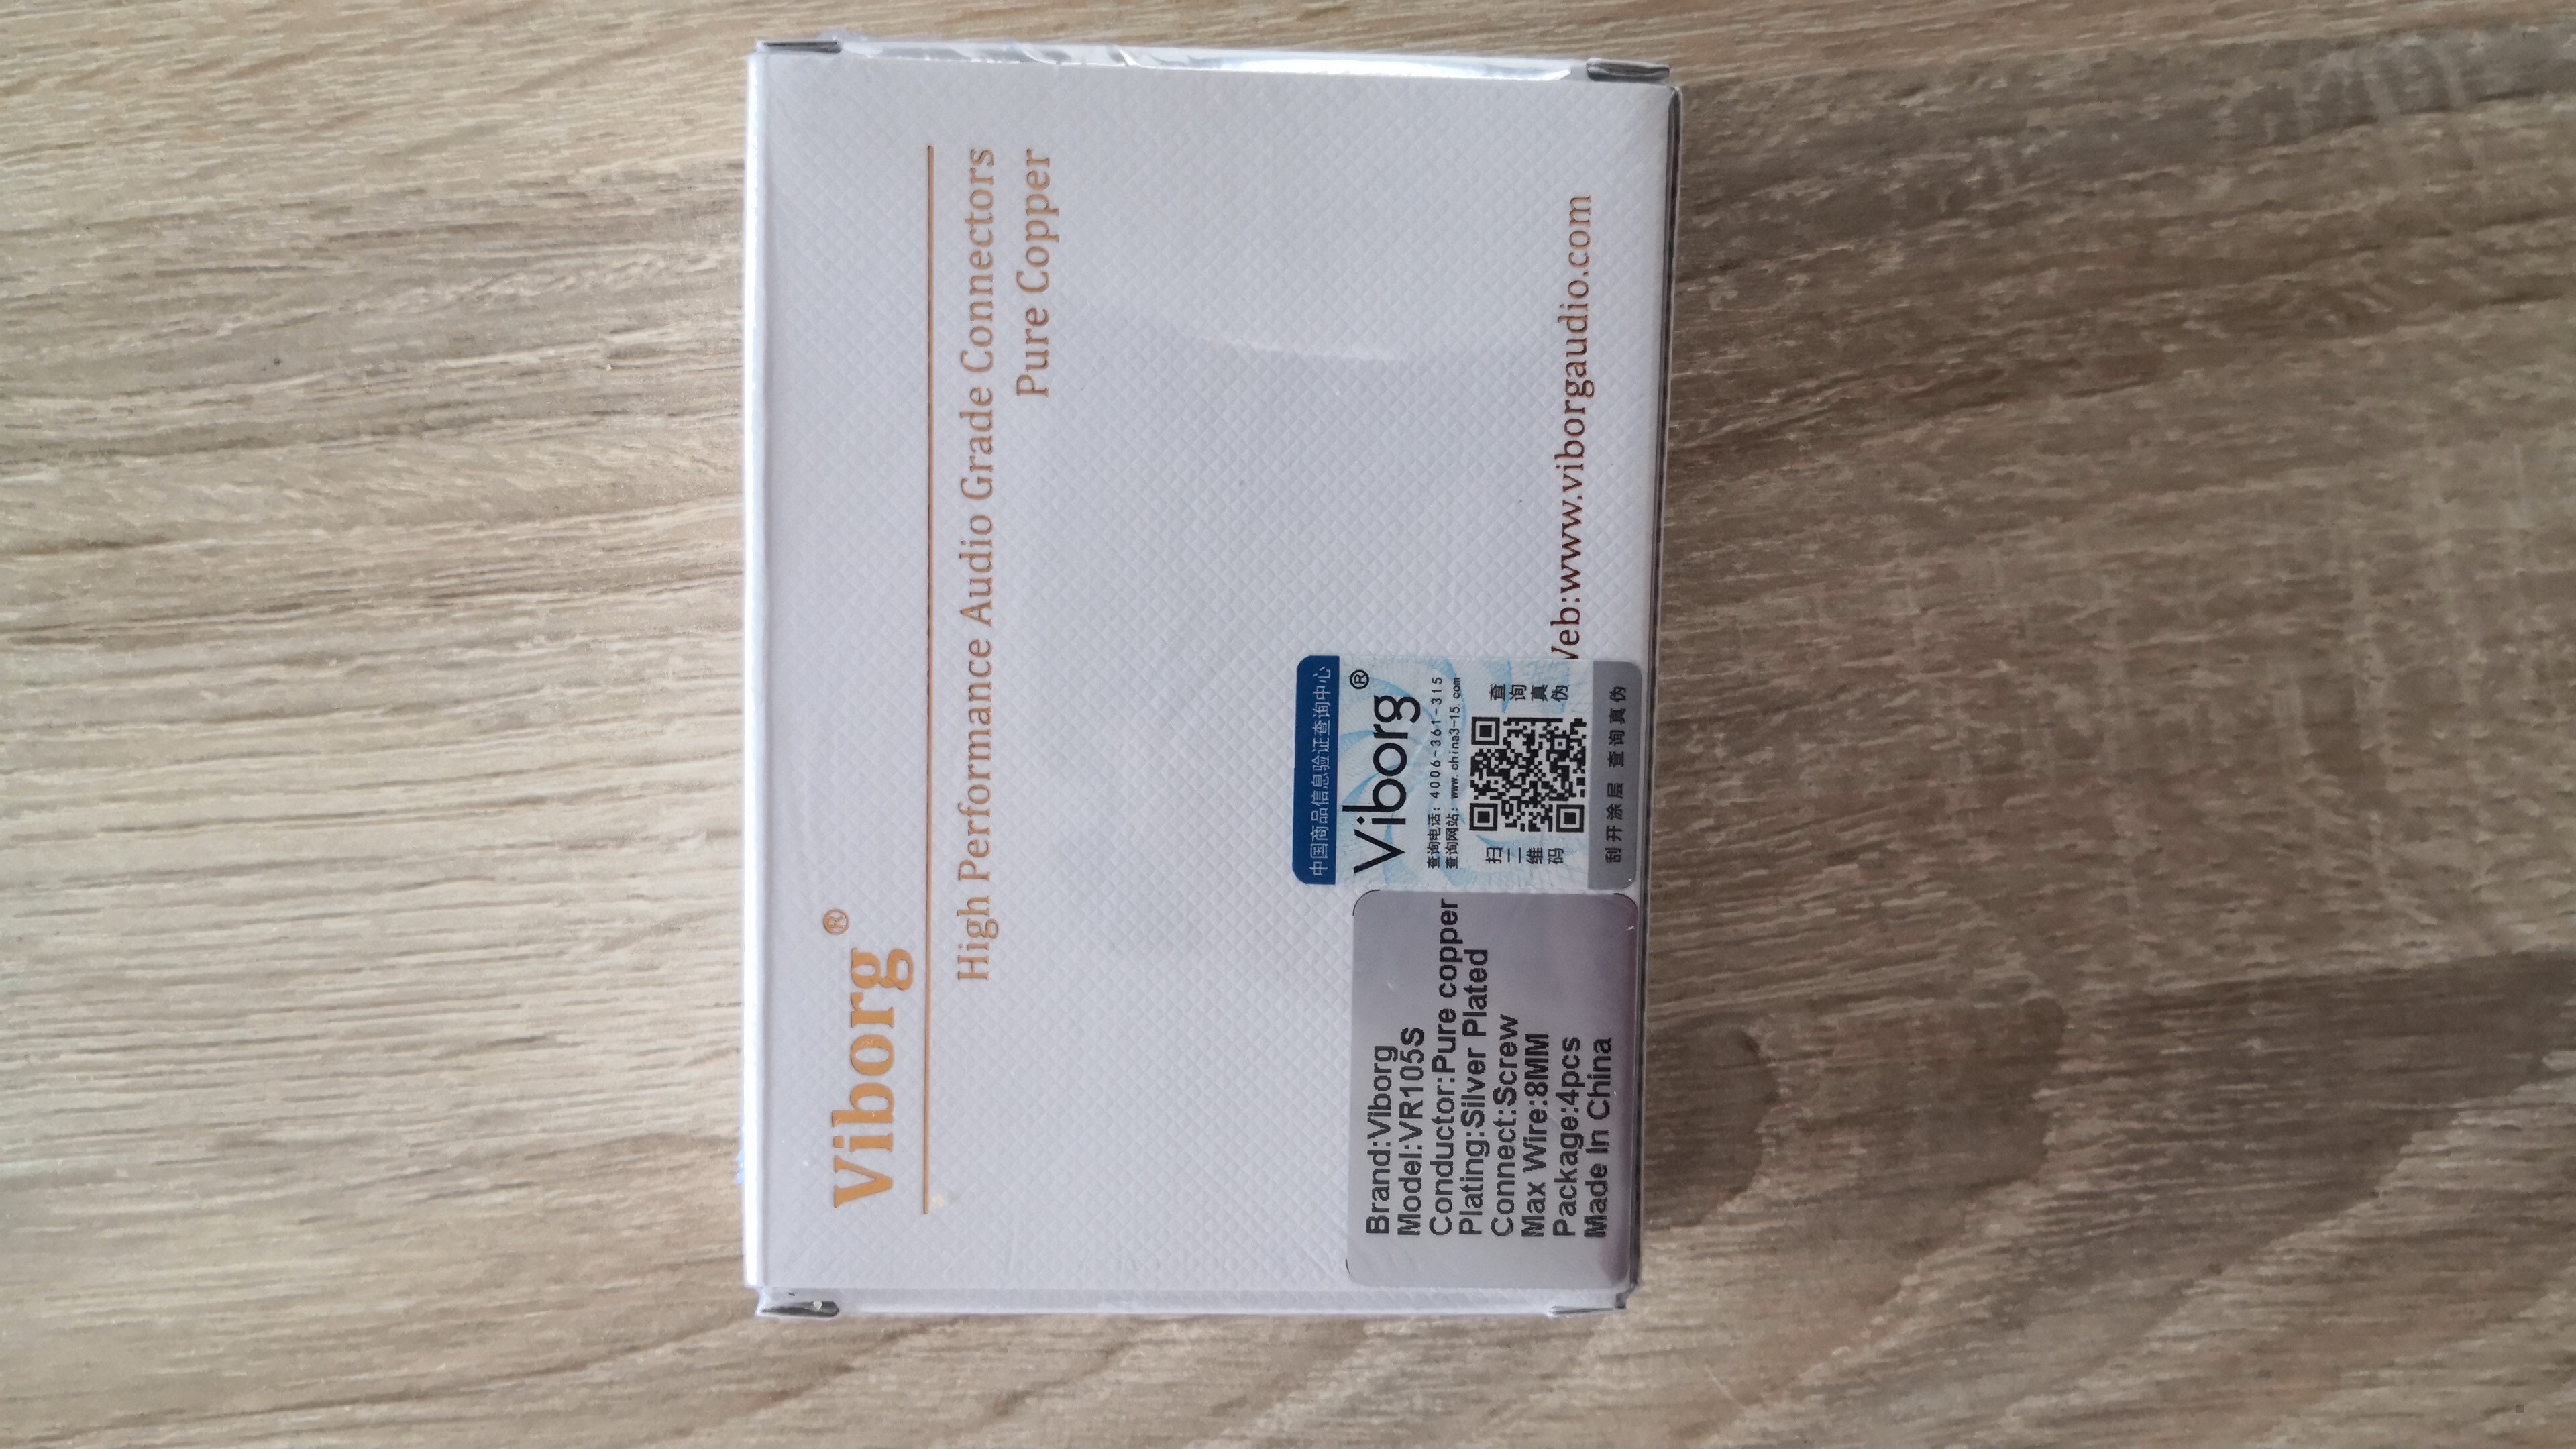 Viborg®
High Performance Audio Grade Connectors
Pure Copper
Brand:Viborg
Model:VR105S
Conductor:Pure copper
Plating:Silver Plated
Connect:Screw
Max Wire:8MM
Package:4pcs
Made In China
中国商品信息验证查询中心
Viborg®
查询电话: 4006-361-315
查询网站: www.china3-15.com
扫二维码
查询真伪
刮开涂层 查询真伪
Web:www.viborgaudio.com